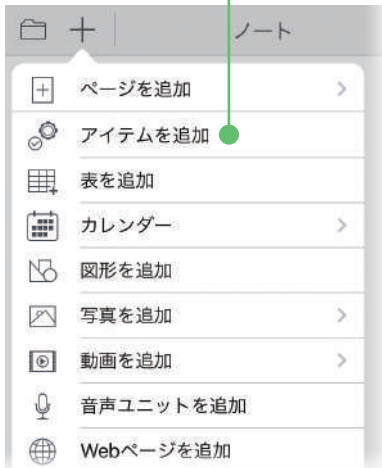 ノート
ページを追加
アイテムを追加
表を追加
カレンダー
図形を追加
写真を追加
動画を追加
音声ユニットを追加
Webページを追加